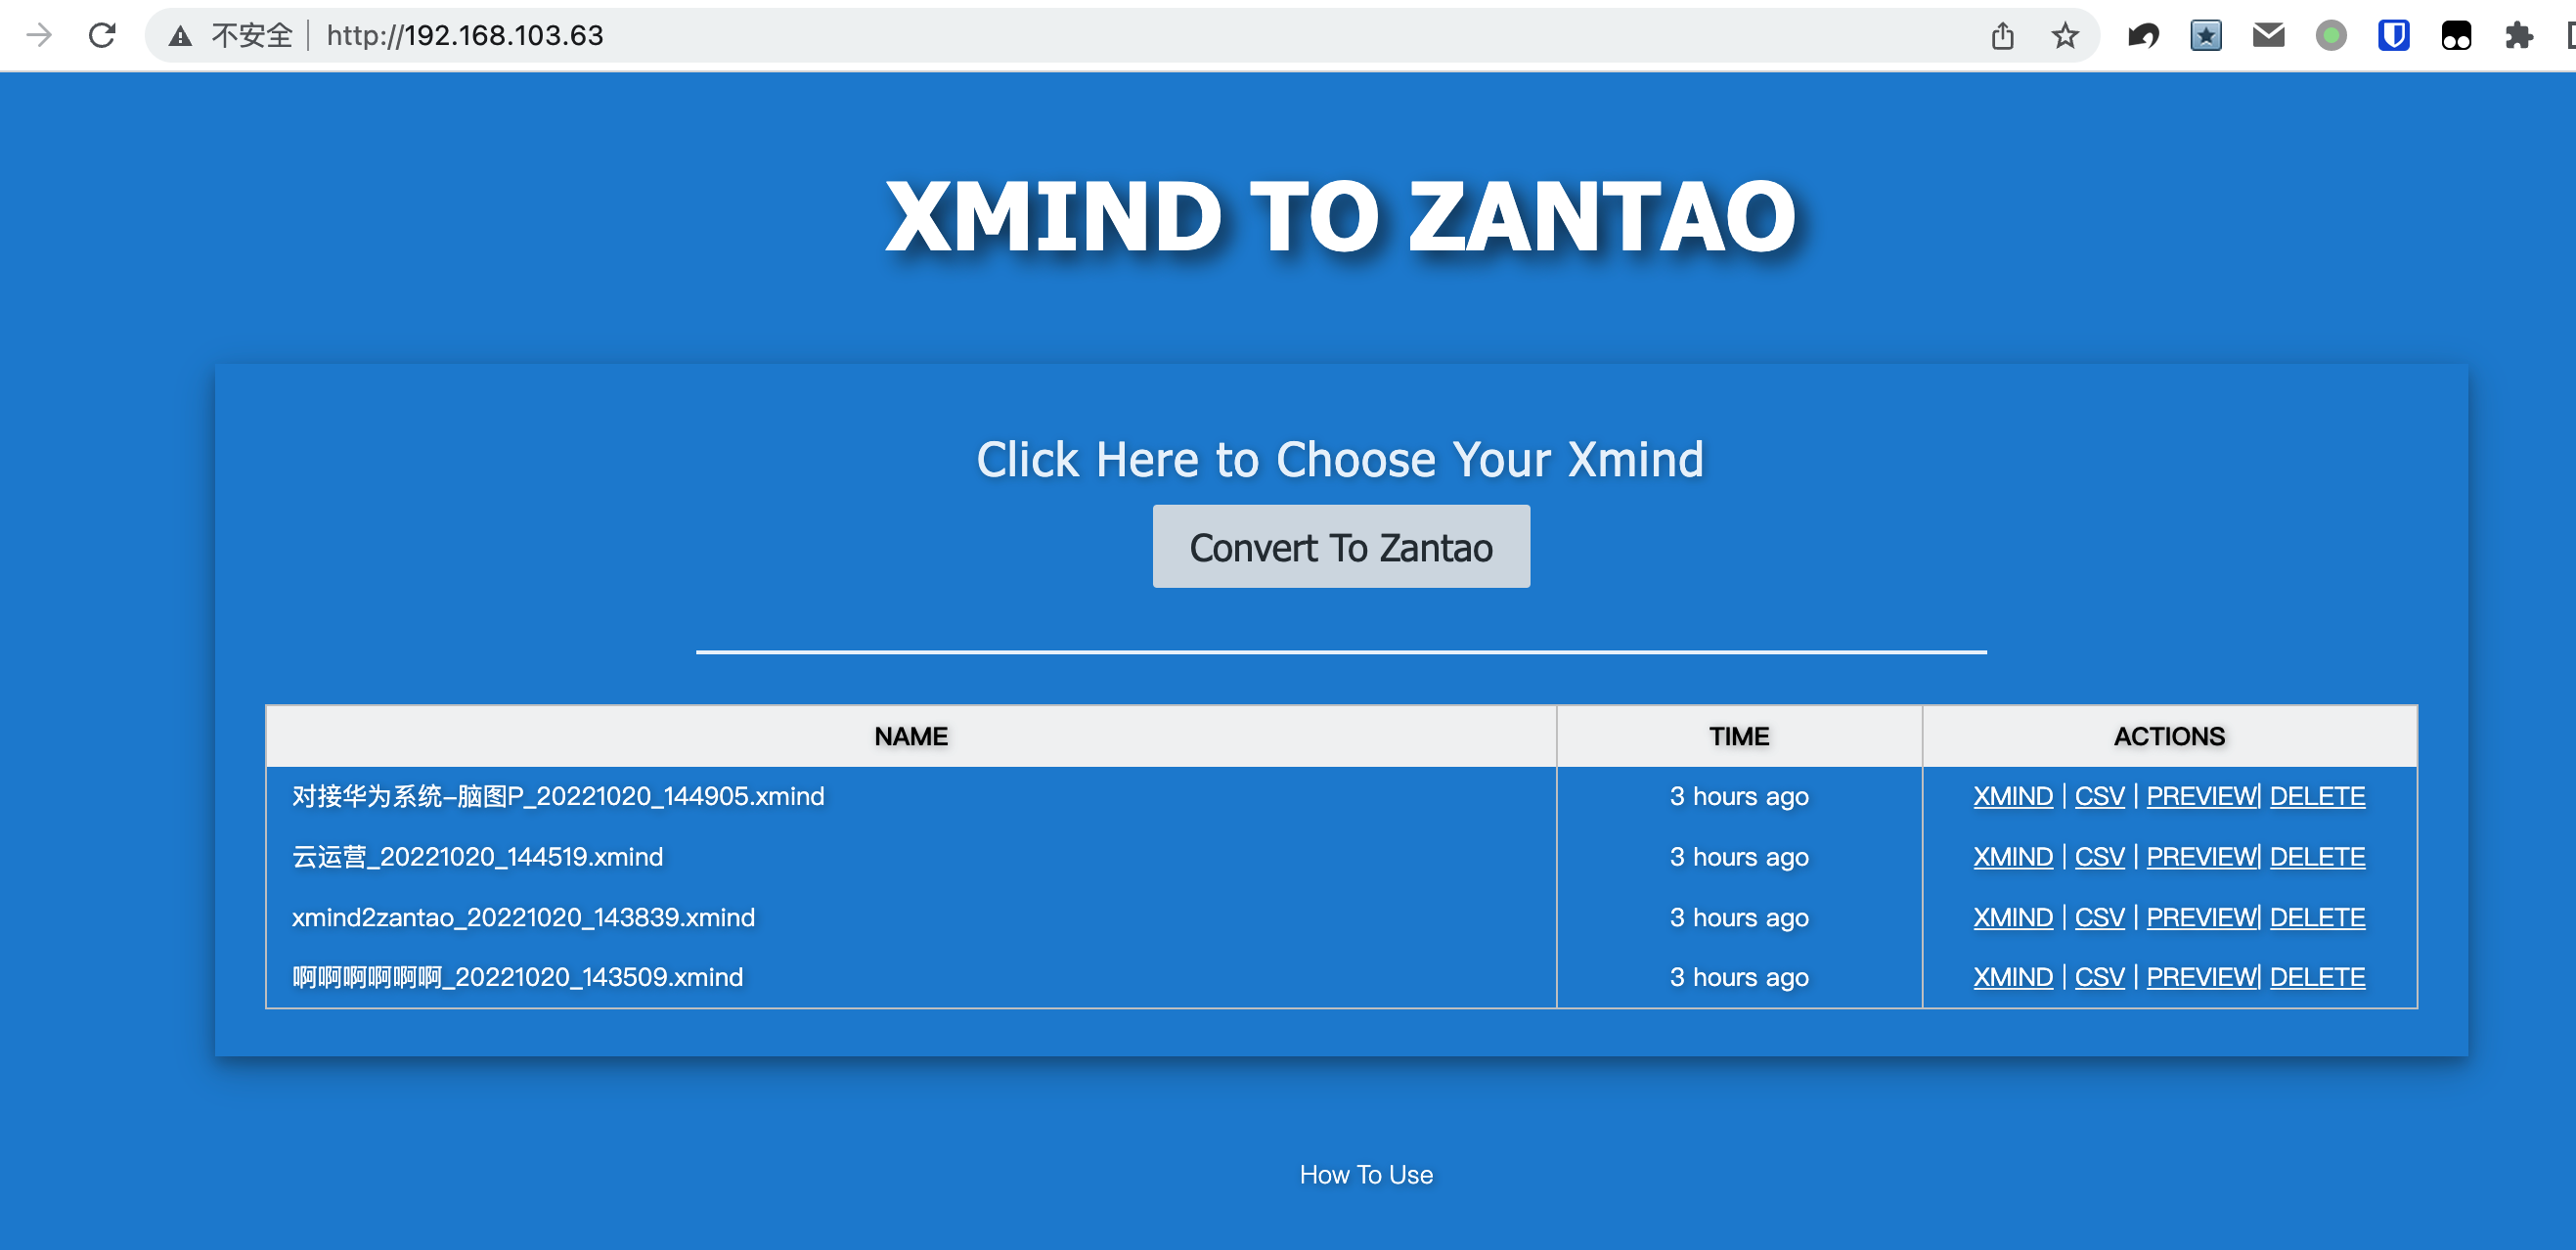 不安全 | http://192.168.103.63
XMIND TO ZANTAO
Click Here to Choose Your Xmind
Convert To Zantao
NAME TIME ACTIONS
对接华为系统-脑图P_20221020_144905.xmind 3 hours ago XMIND | CSV | PREVIEW| DELETE
云运营_20221020_144519.xmind 3 hours ago XMIND | CSV | PREVIEW| DELETE
xmind2zantao_20221020_143839.xmind 3 hours ago XMIND | CSV | PREVIEW| DELETE
啊啊啊啊啊啊_20221020_143509.xmind 3 hours ago XMIND | CSV | PREVIEW| DELETE
How To Use